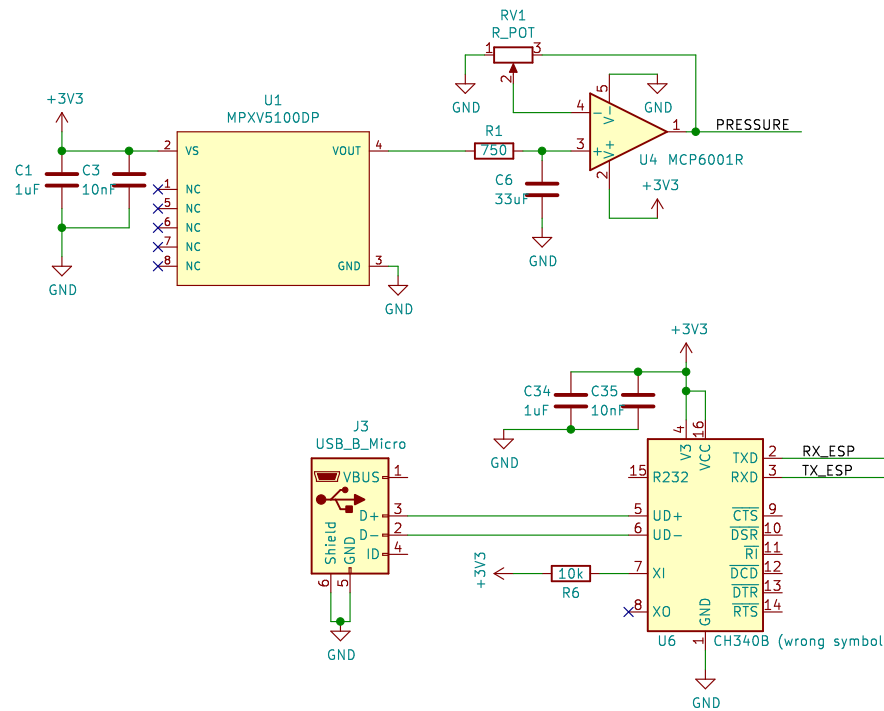 RV1
R_POT
1
3
2
GND
+3V3
U1
MPXV5100DP
5
V-
GND
4
-
1
PRESSURE
2
VS
VOUT
4
R1
750
3
+
V+
U4 MCP6001R
C1
1uF
C3
10nF
1
NC
5
NC
6
NC
7
NC
8
NC
C6
33uF
2
+3V3
GND
3
GND
GND
GND
+3V3
C34
1uF
C35
10nF
GND
4
V3
16
VCC
J3
USB_B_Micro
VBUS
1
D+
3
D-
2
ID
4
Shield
GND
6
5
GND
TXD
2
RX_ESP
RXD
3
TX_ESP
15
R232
5
UD+
6
UD-
7
XI
8
XO
CTS
9
DSR
10
RI
11
DCD
12
DTR
13
RTS
14
+3V3
10k
R6
GND
1
U6
CH340B (wrong symbol
GND